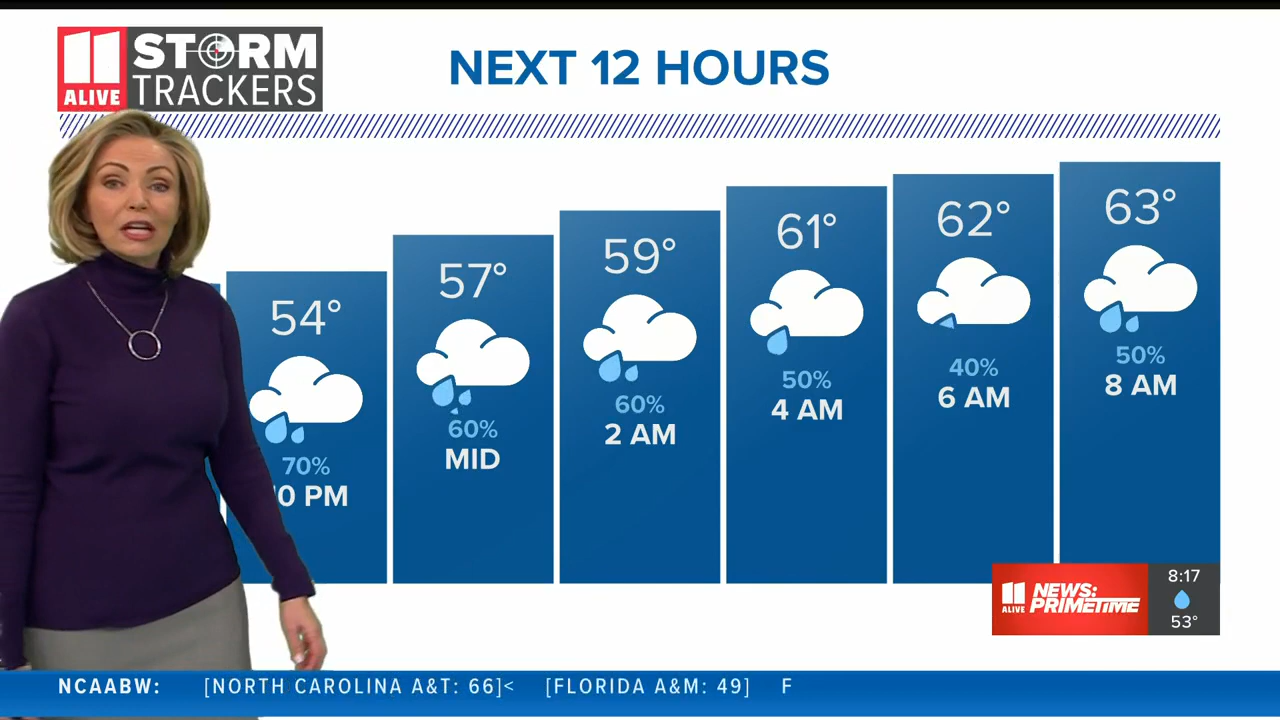 11 ALIVE
STORM
TRACKERS
NEXT 12 HOURS
54°
70%
0 PM
57°
60%
MID
59°
60%
2 AM
61°
50%
4 AM
62°
40%
6 AM
63°
50%
8 AM
11 ALIVE
NEWS:
PRIMETIME
8:17
53°
NCAABW: [NORTH CAROLINA A&T: 66]< [FLORIDA A&M: 49] F